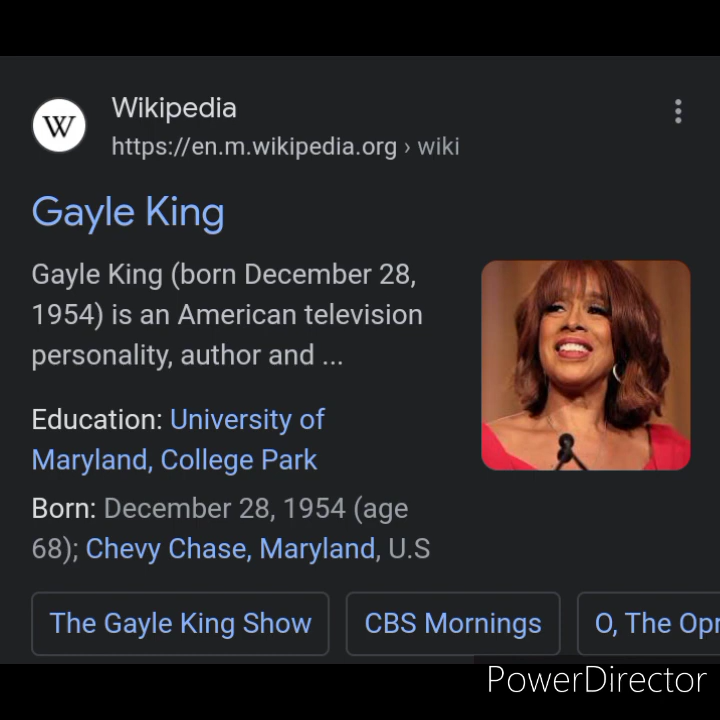 W
Wikipedia
https://en.m.wikipedia.org › wiki
Gayle King
Gayle King (born December 28,
1954) is an American television
personality, author and ...
Education: University of
Maryland, College Park
Born: December 28, 1954 (age
68); Chevy Chase, Maryland, U.S
The Gayle King Show
CBS Mornings
O, The Opr
PowerDirector